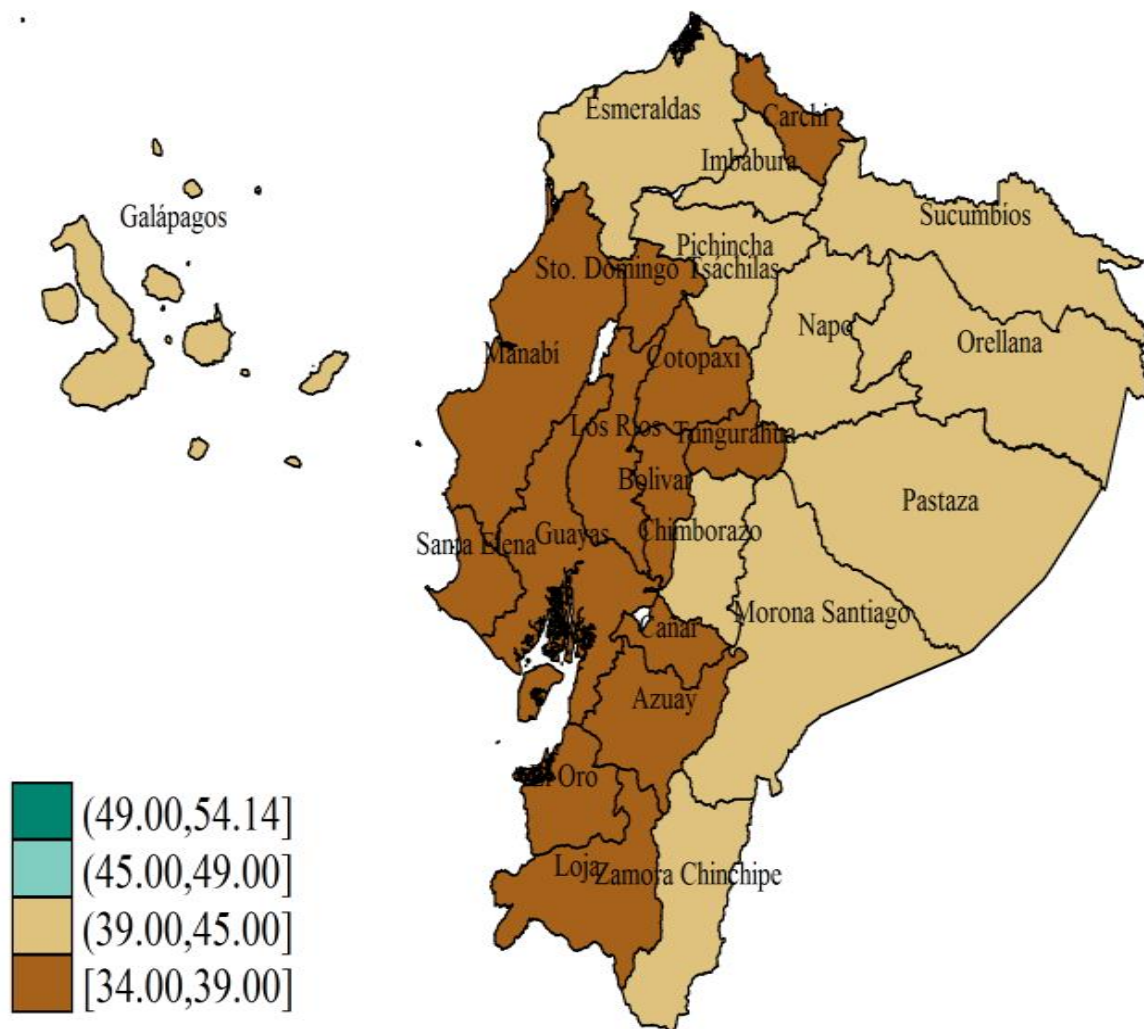 Esmeraldas
Carchi
Imbabura
Galápagos
Sucumbíos
Pichincha
Sto. Domingo Tsáchilas
Napo
Orellana
Manabí
Cotopaxi
Los Ríos
Tungurahua
Bolivar
Pastaza
Chimborazo
Guayas
Santa Elena
Morona Santiago
Cañar
Azuay
El Oro
Loja
Zamora Chinchipe
(49.00,54.14]
(45.00,49.00]
(39.00,45.00]
[34.00,39.00]